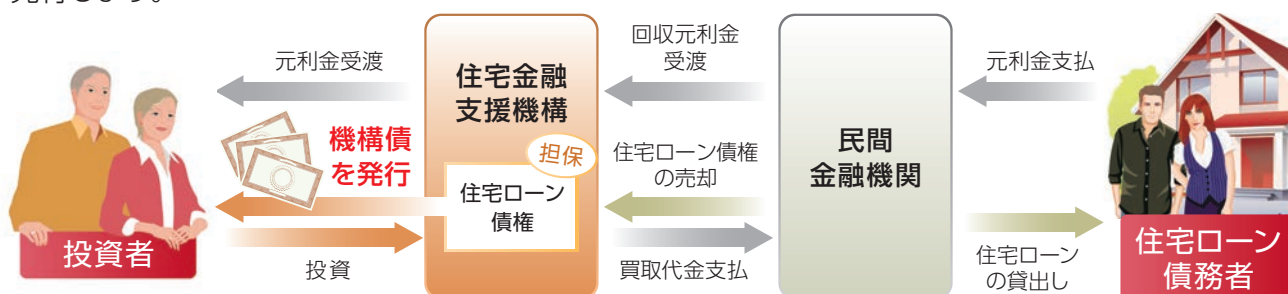 元利金受渡
機構債
を発行
投資者
投資
住宅金融
支援機構
担保
住宅ローン
債権
回収元利金
受渡
住宅ローン債権
の売却
買取代金支払
民間
金融機関
元利金支払
住宅ローン
の貸出し
住宅ローン
債務者